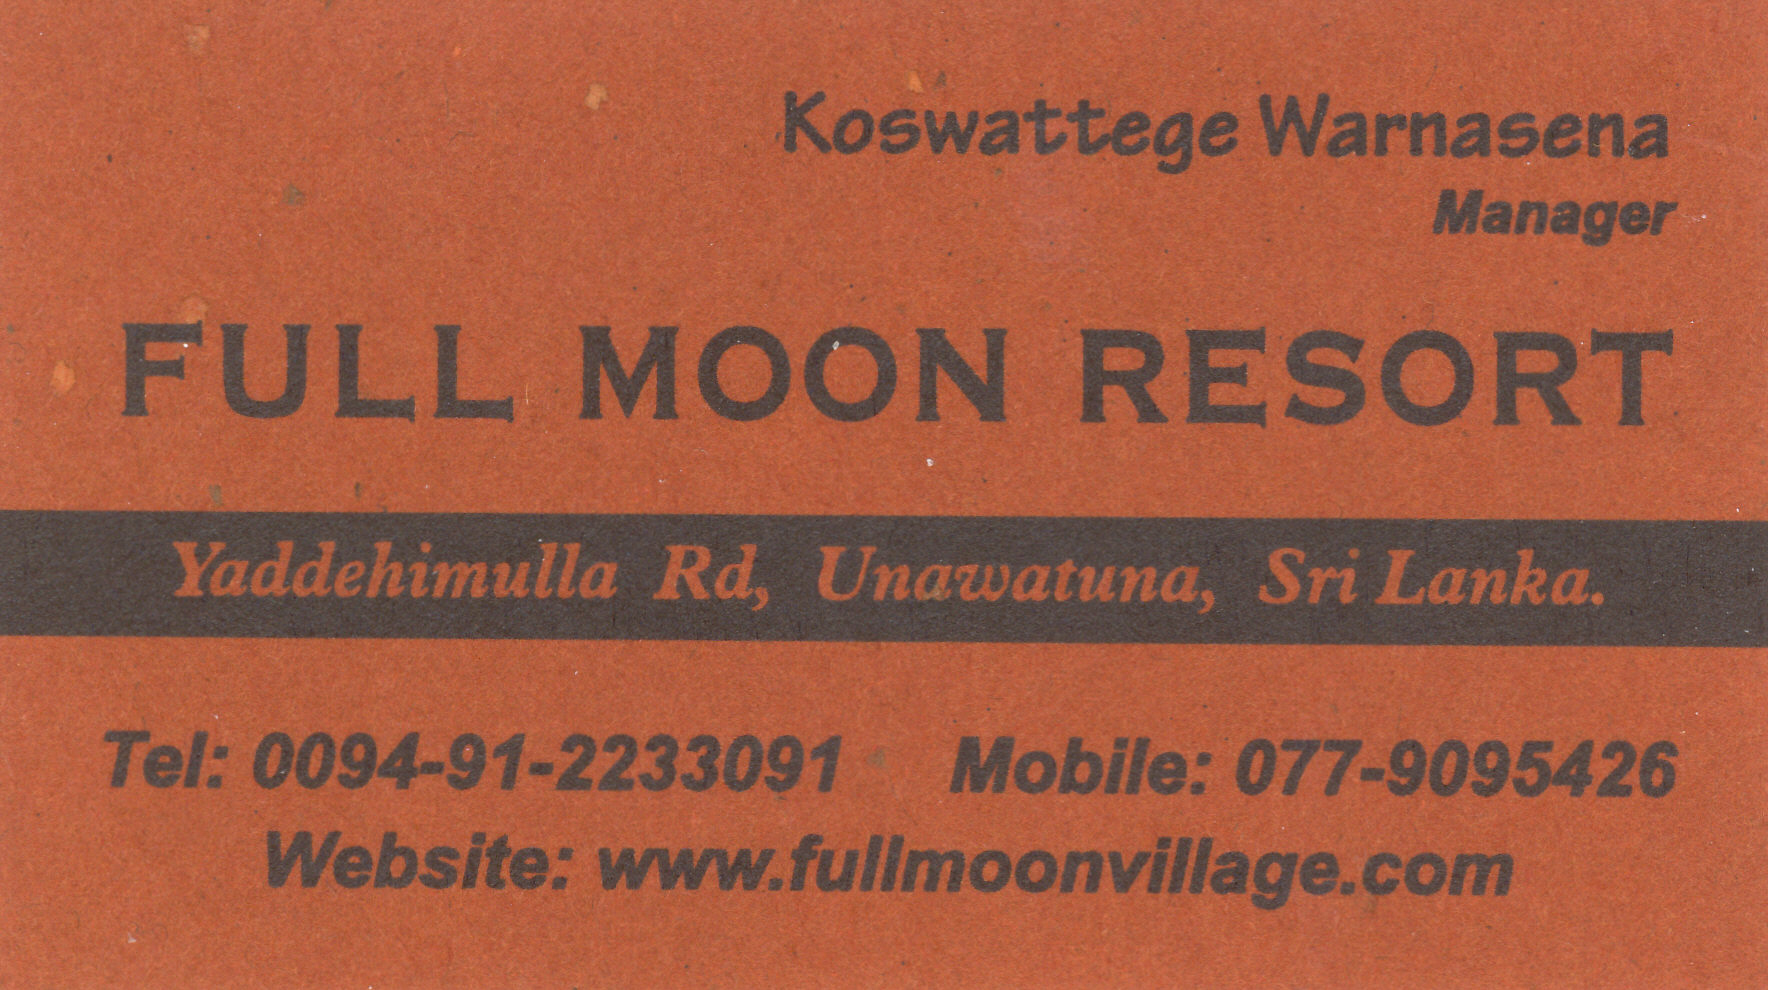 Koswattege Warnasena
Manager
FULL MOON RESORT
Yaddehimulla Rd, Unawatuna, Sri Lanka.
Tel: 0094-91-2233091 Mobile: 077-9095426
Website: www.fullmoonvillage.com